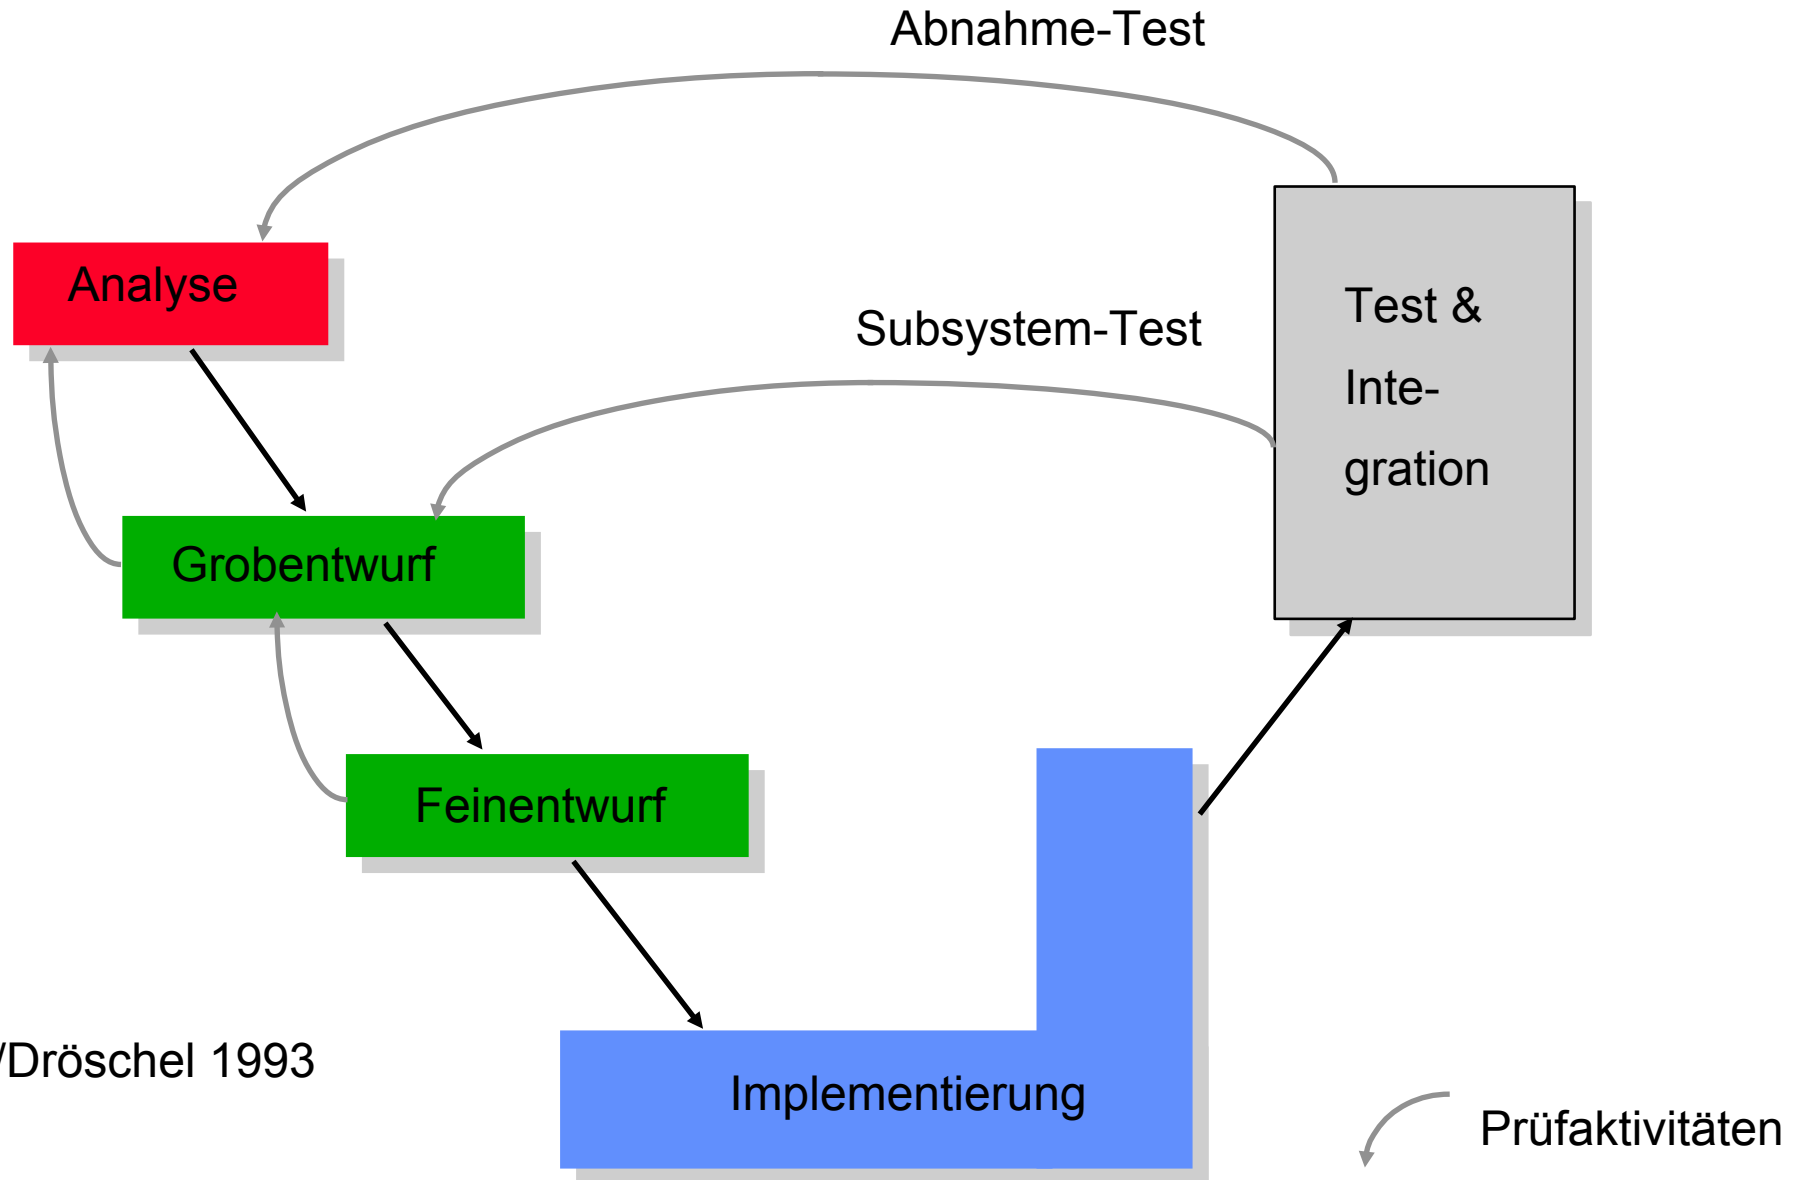 Abnahme-Test
Analyse
Subsystem-Test
Test &
Inte-
gration
Grobentwurf
Feinentwurf
/Dröschel 1993
Implementierung
Prüfaktivitäten